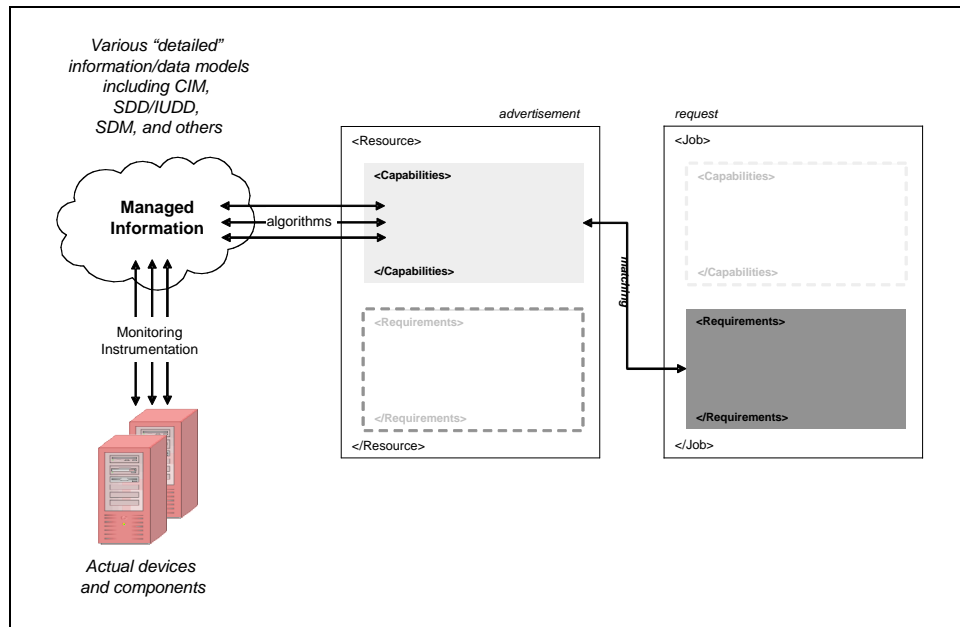 Various “detailed”
information/data models
including CIM,
SDD/IUDD,
SDM, and others
Managed
Information
algorithms
Monitoring
Instrumentation
Actual devices
and components
advertisement
<Resource>
<Capabilities>
</Capabilities>
<Requirements>
</Requirements>
</Resource>
matching
request
<Job>
<Capabilities>
</Capabilities>
<Requirements>
</Requirements>
</Job>